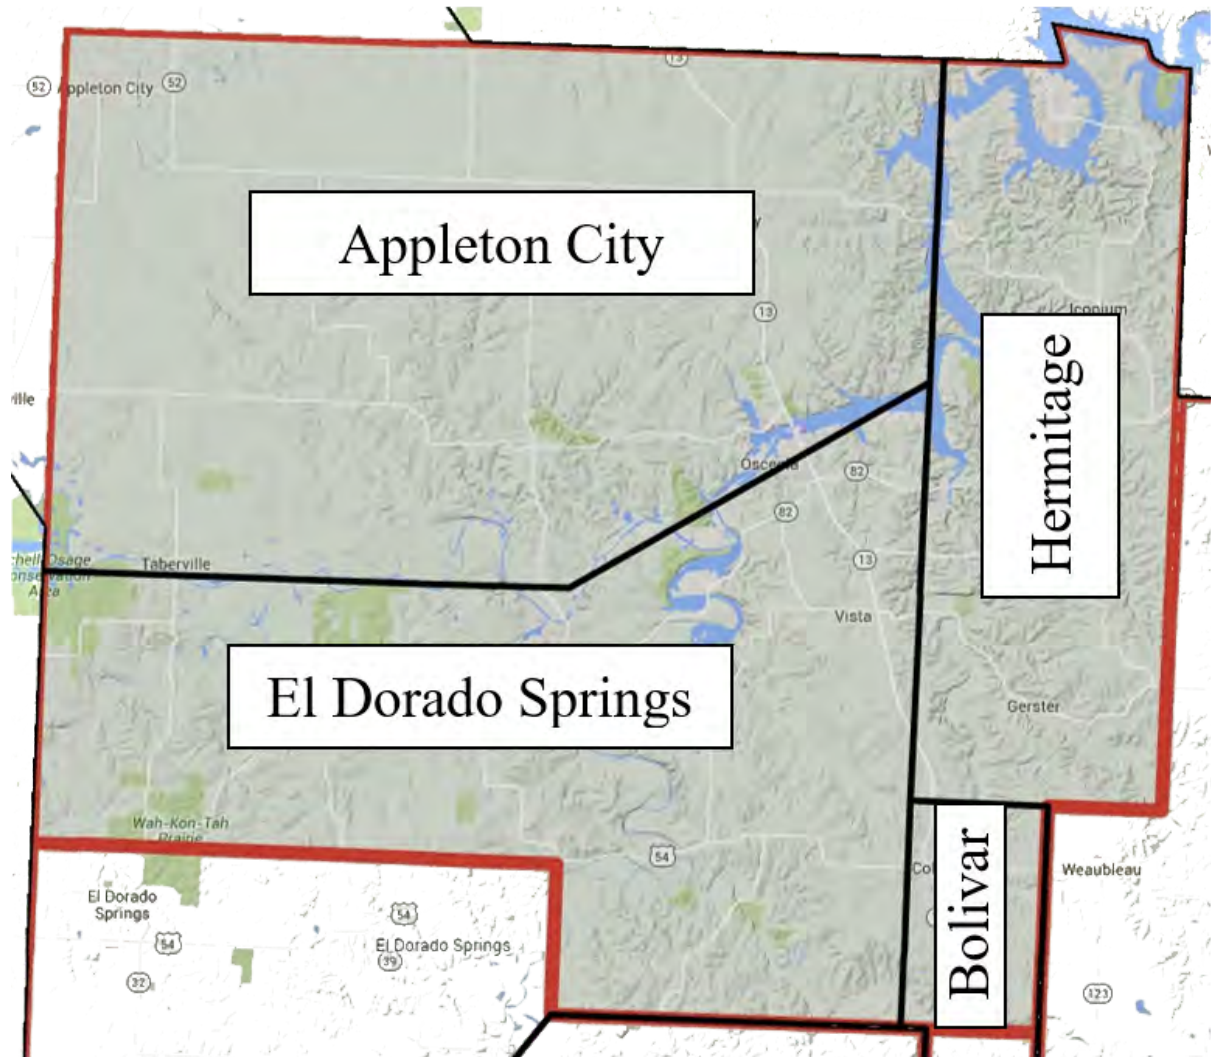 13
52
Appleton City
52
Appleton City
13
Iconium
Hermitage
ville
Osceola
82
82
13
Taberville
Vista
El Dorado Springs
Gerster
Wah-Kon-Tah
Prairie
54
Bolivar
Weaubleau
El Dorado
Springs
54
El Dorado Springs
54
39
32
123